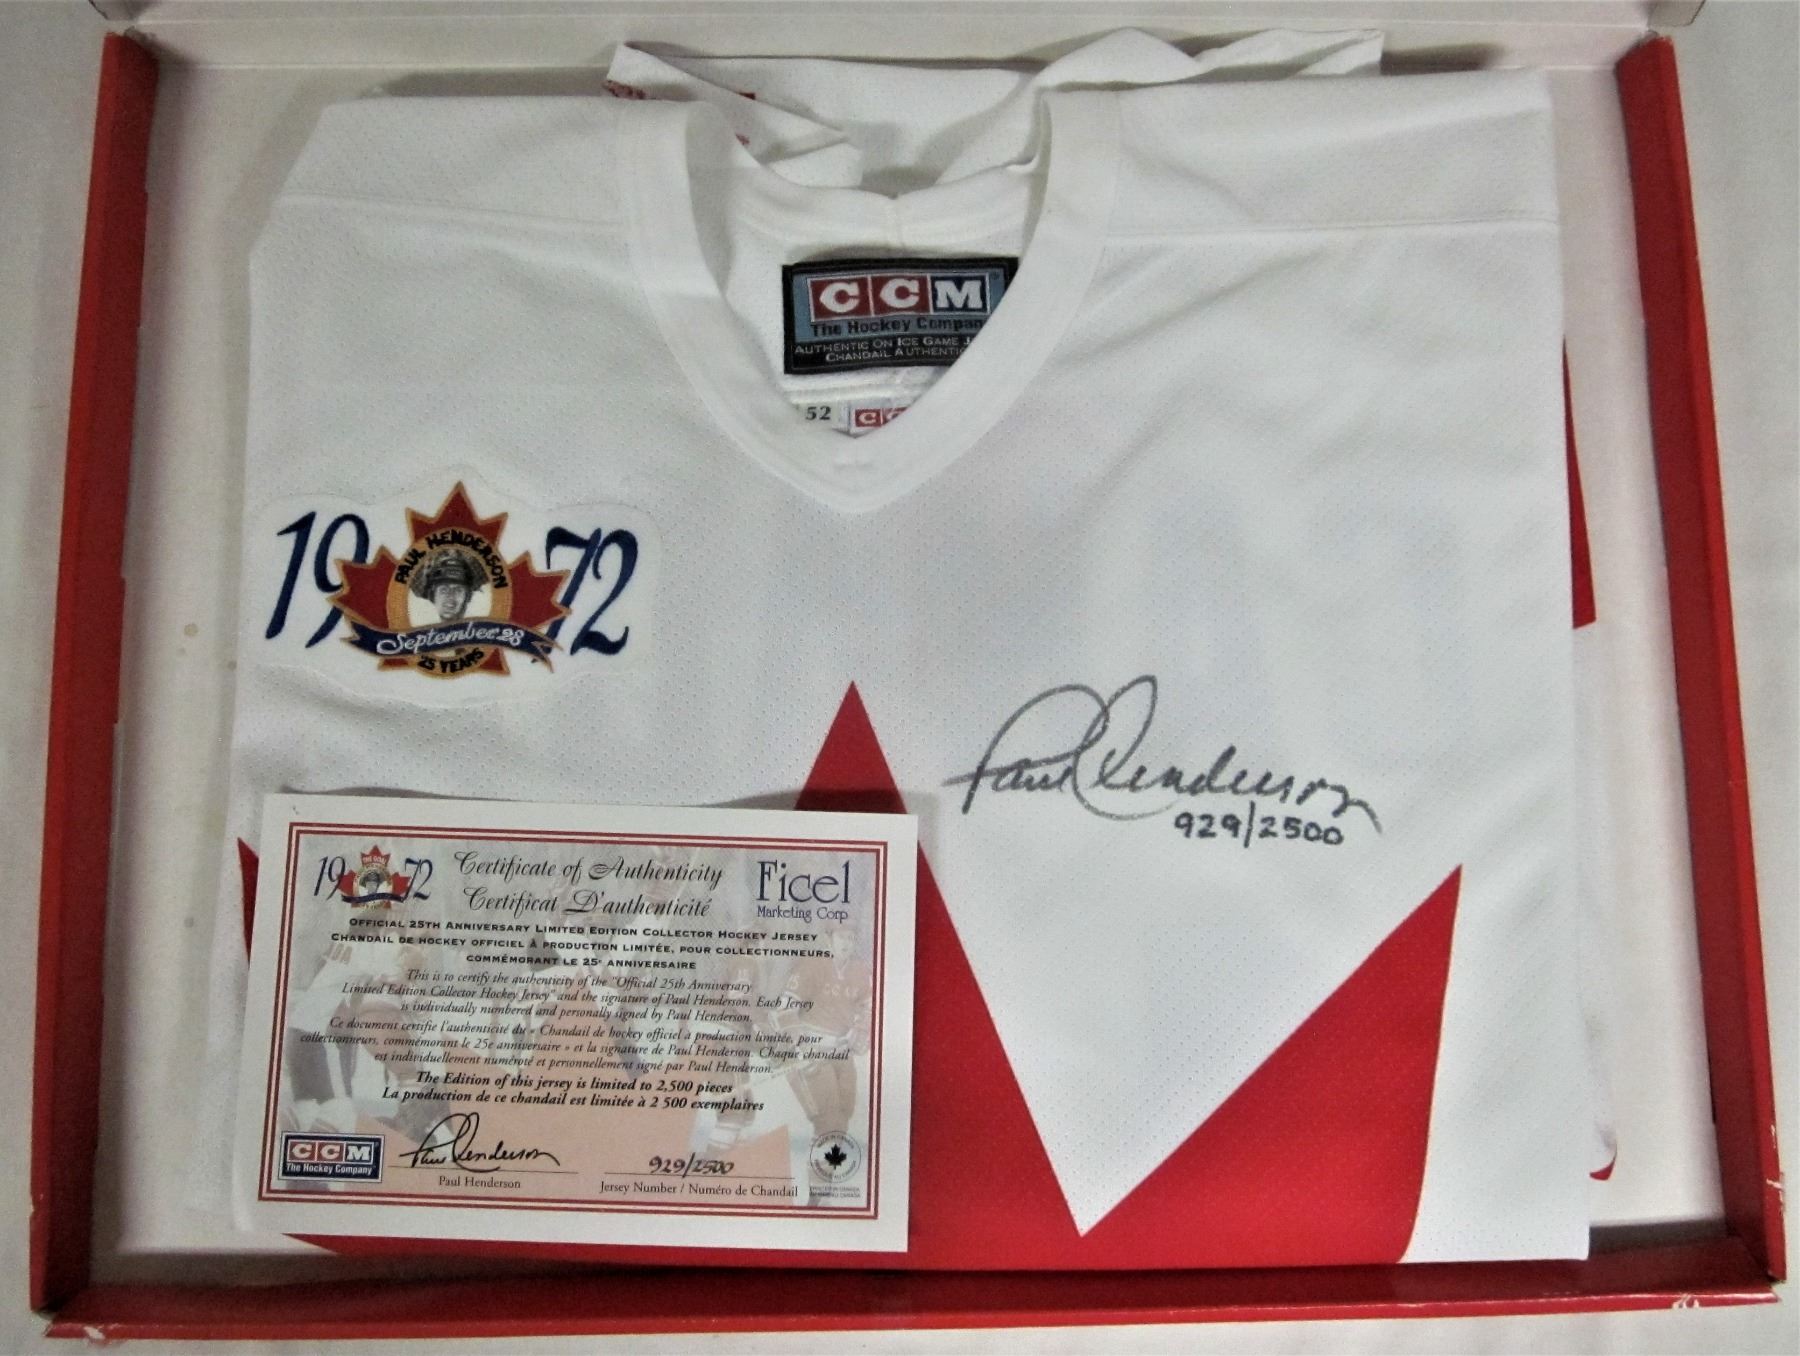 CCM
The Hockey Compan
AUTHENTIC ON ICE GAME J
CHANDAIL AUTHENTI
52
CC
1972
PAUL HENDERSON
September 28
25 YEARS
Paul Henderson
929/2500
1972
Certificate of Authenticity
Certificat D'authenticité
Ficel
Marketing Corp
OFFICIAL 25TH ANNIVERSARY LIMITED EDITION COLLECTOR HOCKEY JERSEY
CHANDAIL DE HOCKEY OFFICIEL À PRODUCTION LIMITÉE, POUR COLLECTIONNEURS,
COMMÉMORANT LE 25e ANNIVERSAIRE
This is to certify the authenticity of the "Official 25th Anniversary
Limited Edition Collector Hockey Jersey" and the signature of Paul Henderson. Each Jersey
is individually numbered and personally signed by Paul Henderson.
Ce document certifie l'authenticité du « Chandail de hockey officiel à production limitée, pour
collectionneurs, commémorant le 25e anniversaire » et la signature de Paul Henderson. Chaque chandail
est individuellement numéroté et personnellement signé par Paul Henderson.
The Edition of this jersey is limited to 2,500 pieces
La production de ce chandail est limitée à 2 500 exemplaires
CCM
The Hockey Company
Paul Henderson
Paul Henderson
929/2500
Jersey Number / Numéro de Chandail